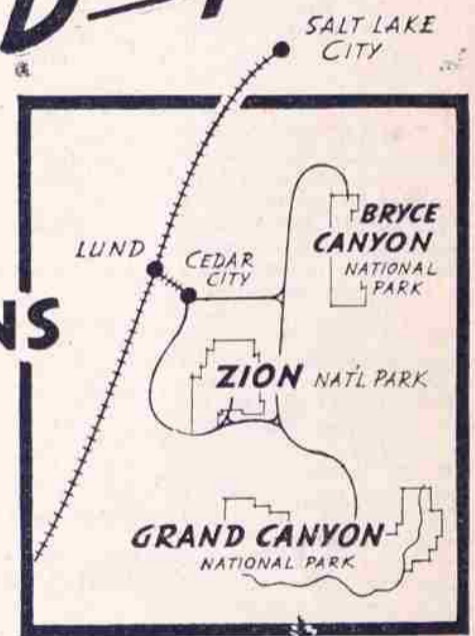 SALT LAKE
CITY
BRYCE
CANYON
NATIONAL
PARK
LUND
CEDAR
CITY
NS
ZION NAT'L PARK
GRAND CANYON
NATIONAL PARK